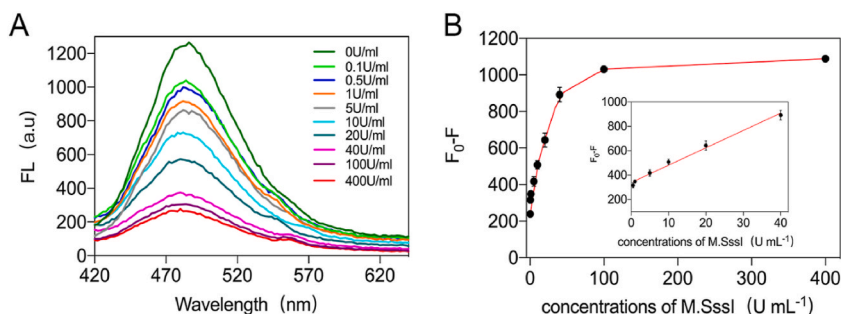 A
FL (a.u)
1200
1000
800
600
400
200
0
420
470
520
570
620
Wavelength (nm)
0U/ml
0.1U/ml
0.5U/ml
1U/ml
5U/ml
10U/ml
20U/ml
40U/ml
100U/ml
400U/ml
B
F₀-F
1200
1000
800
600
400
200
0
0
100
200
300
400
concentrations of M.SssI (U mL⁻¹)
F₀-F
1000
800
600
400
200
0
10
20
30
40
concentrations of M.SssI (U mL⁻¹)